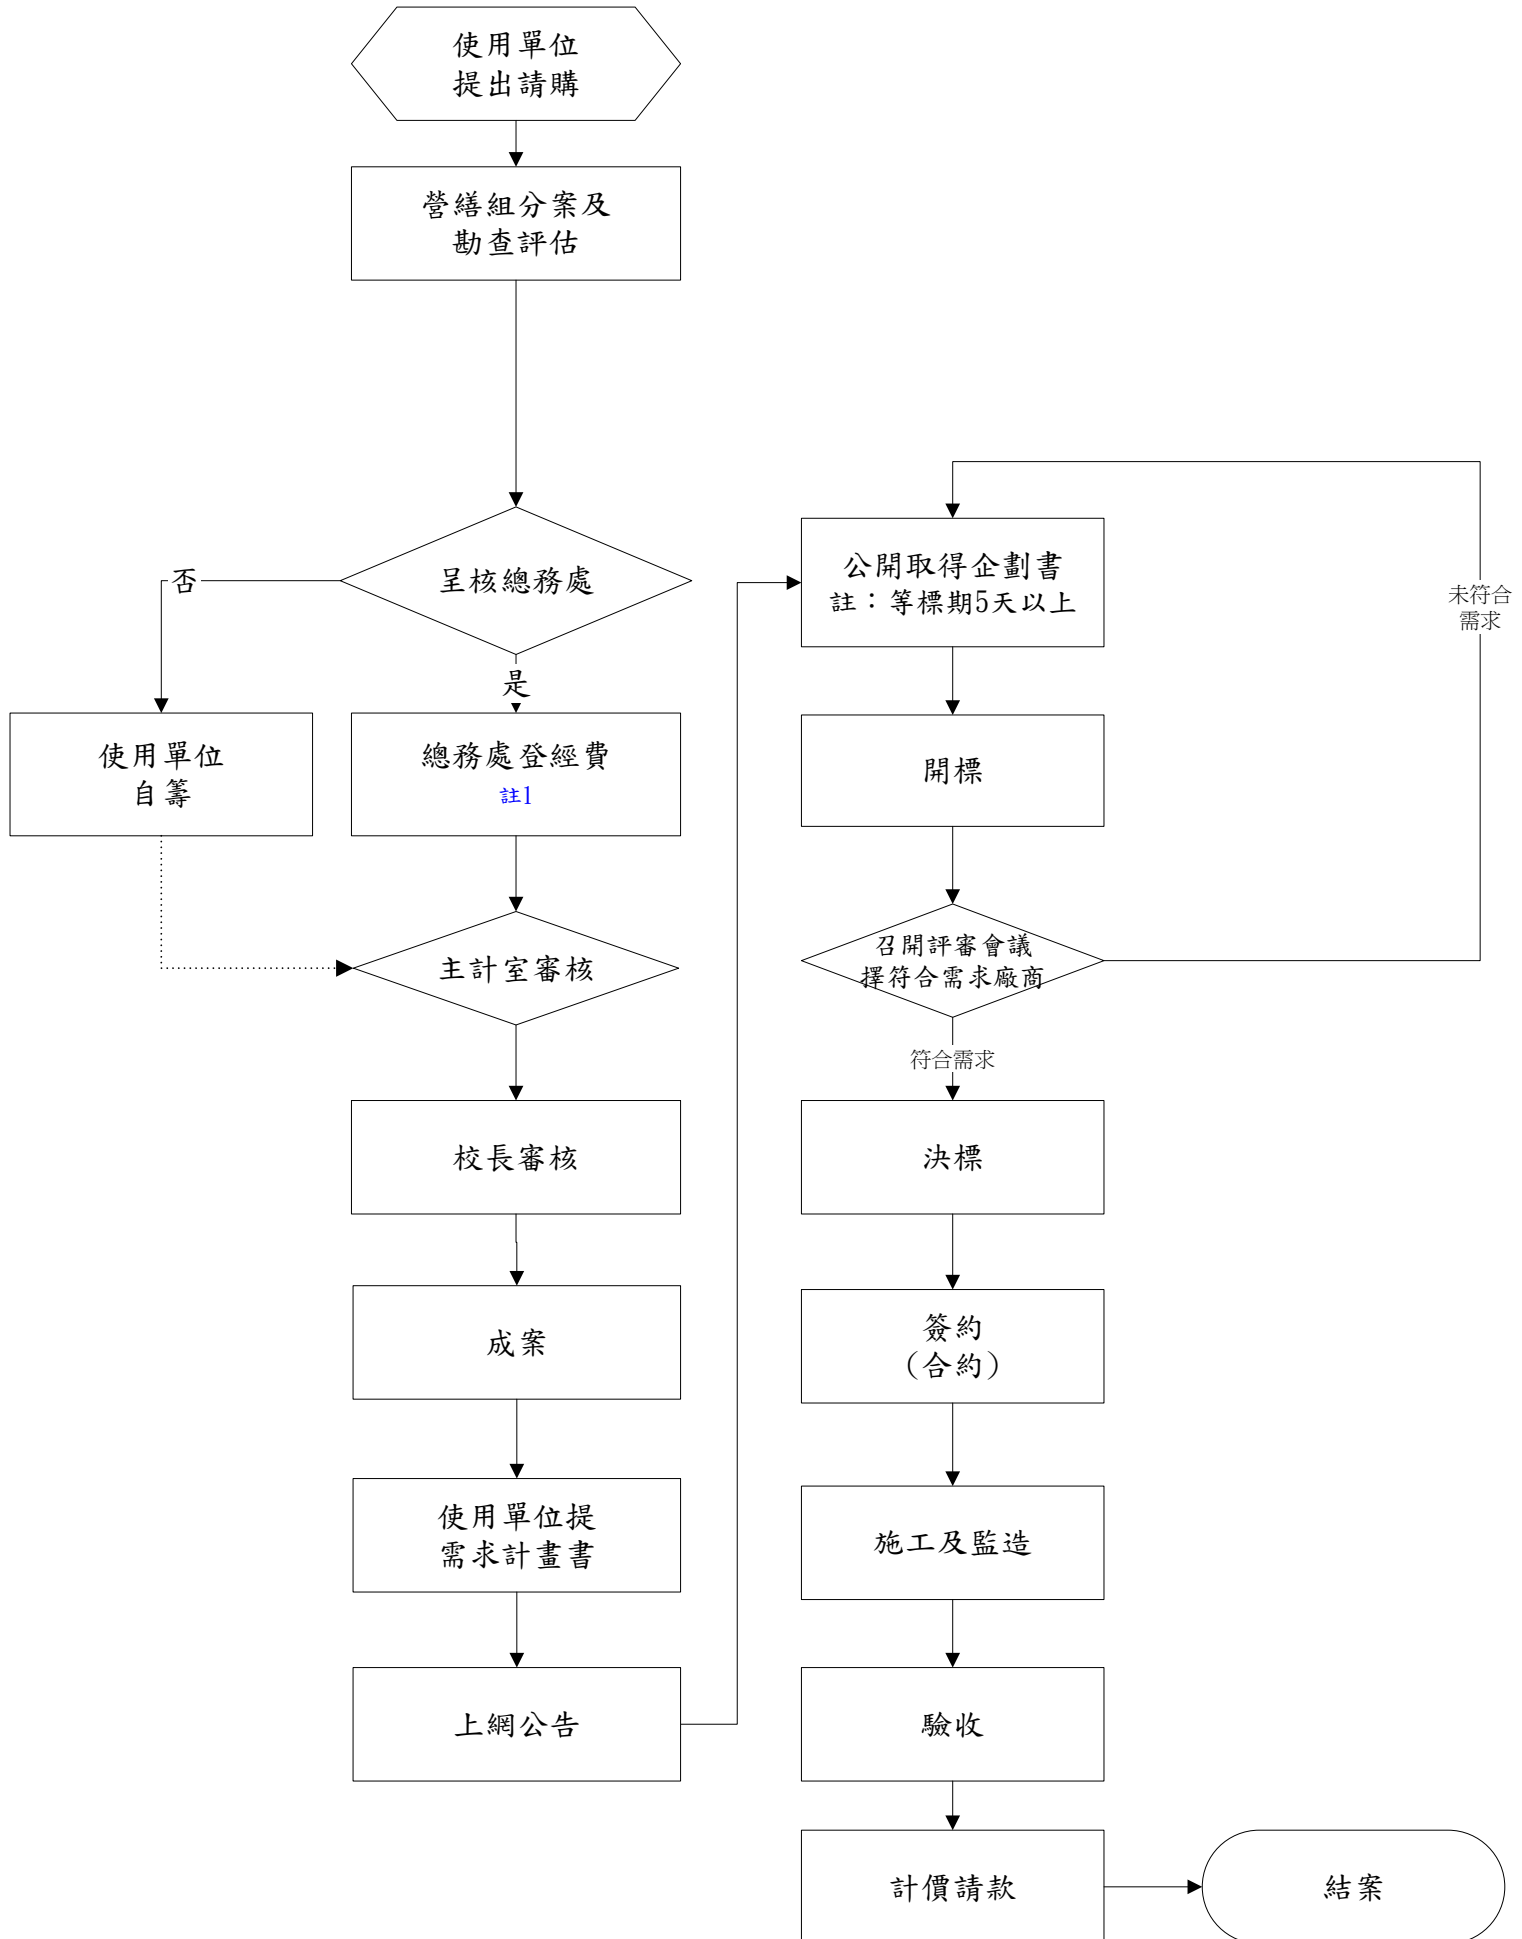 使用單位
提出請購
營繕組分案及
勘查評估
呈核總務處
否
是
使用單位
自籌
總務處登經費
註1
主計室審核
校長審核
成案
使用單位提
需求計畫書
上網公告
公開取得企劃書
註：等標期5天以上
未符合
需求
開標
召開評審會議
擇符合需求廠商
符合需求
決標
簽約
（合約）
施工及監造
驗收
計價請款
結案